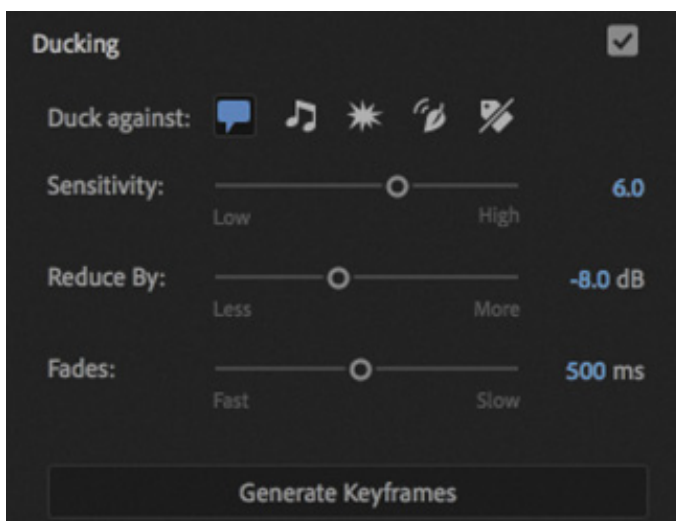 Ducking
Duck against:
Sensitivity: 6.0
Low High
Reduce By: -8.0 dB
Less More
Fades: 500 ms
Fast Slow
Generate Keyframes